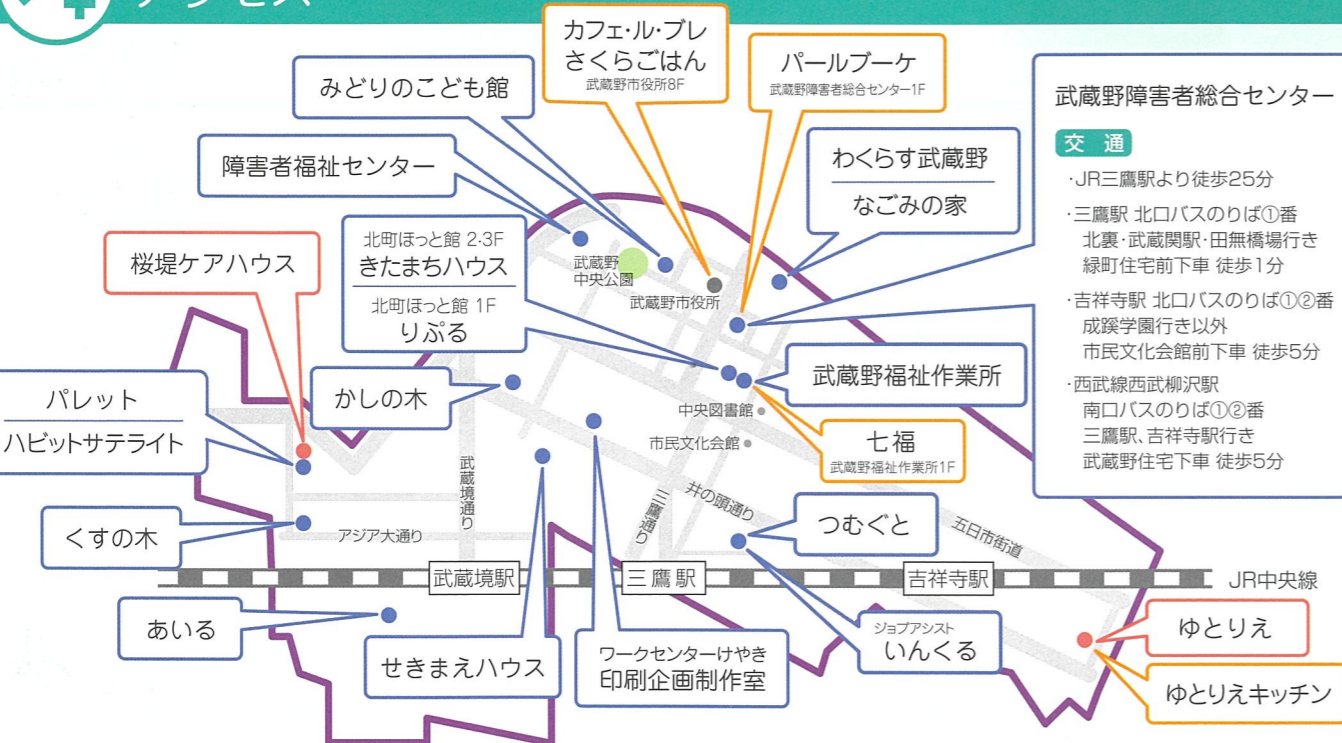 アクセス
カフェ・ル・ブレ
さくらごはん
武蔵野市役所8F
パールブーケ
武蔵野障害者総合センター1F
みどりのこども館
障害者福祉センター
わくらす武蔵野
なごみの家
武蔵野障害者総合センター
交 通
・JR三鷹駅より徒歩25分
・三鷹駅 北口バスのりば①番
北裏・武蔵関駅・田無橋場行き
緑町住宅前下車 徒歩1分
・吉祥寺駅 北口バスのりば①②番
成蹊学園行き以外
市民文化会館前下車 徒歩5分
・西武線西武柳沢駅
南口バスのりば①②番
三鷹駅、吉祥寺駅行き
武蔵野住宅下車 徒歩5分
桜堤ケアハウス
北町ほっと館 2・3F
きたまちハウス
北町ほっと館 1F
りぷる
武蔵野
中央公園
武蔵野市役所
パレット
ハビットサテライト
かしの木
武蔵野福祉作業所
中央図書館
市民文化会館
七福
武蔵野福祉作業所1F
くすの木
アジア大通り
武蔵境通り
三鷹通り
井の頭通り
五日市街道
つむぐと
武蔵境駅
三鷹駅
吉祥寺駅
JR中央線
あいる
せきまえハウス
ワークセンターけやき
印刷企画制作室
ジョブアシスト
いんくる
ゆとりえ
ゆとりえキッチン